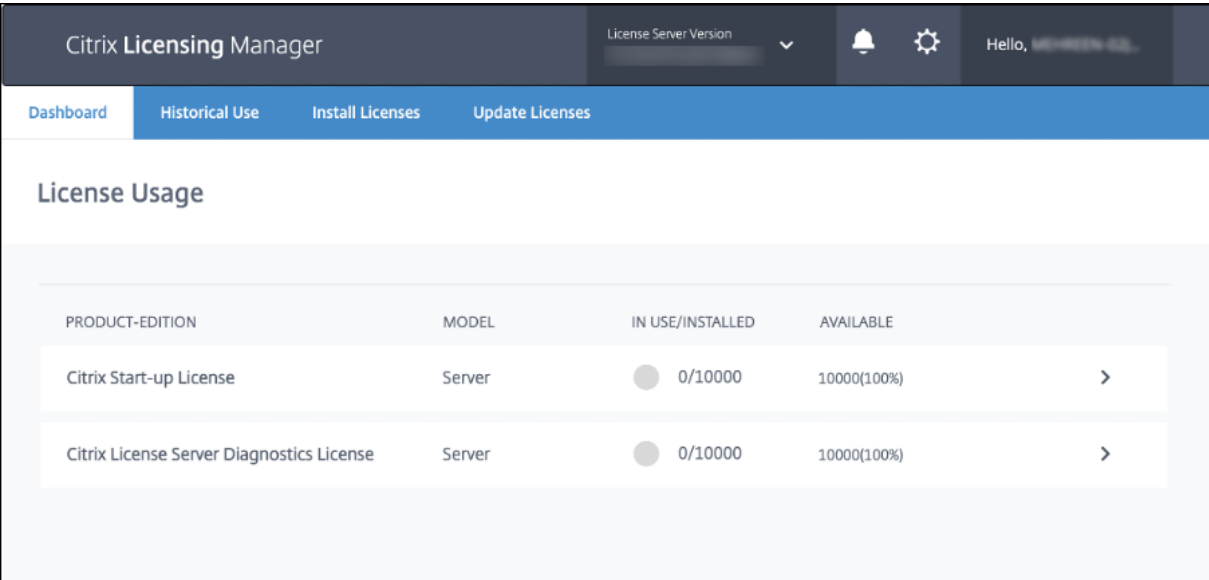 Citrix Licensing Manager
License Server Version
Hello,
Dashboard Historical Use Install Licenses Update Licenses
License Usage
PRODUCT-EDITION MODEL IN USE/INSTALLED AVAILABLE
Citrix Start-up License Server 0/10000 10000(100%)
Citrix License Server Diagnostics License Server 0/10000 10000(100%)